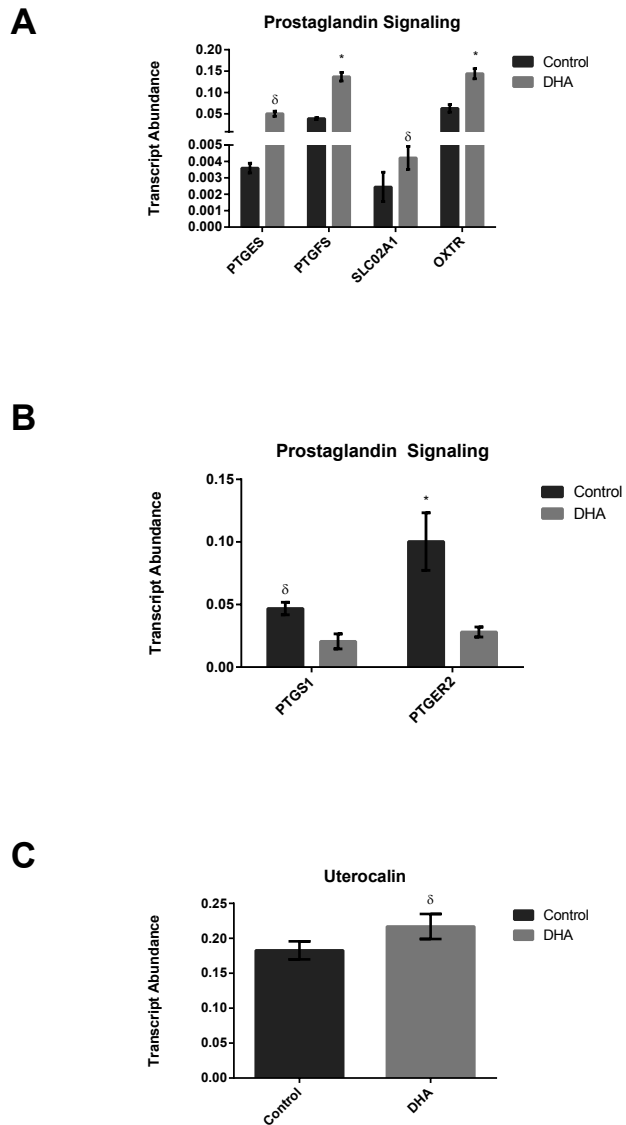 A
Prostaglandin Signaling
Transcript Abundance
0.20
0.15
0.10
0.05
0.005
0.004
0.003
0.002
0.001
0.000
δ
*
δ
*
Control
DHA
PTGES
PTGFS
SLC02A1
OXTR
B
Prostaglandin Signaling
Transcript Abundance
0.15
0.10
0.05
0.00
δ
*
Control
DHA
PTGS1
PTGER2
C
Uterocalin
Transcript Abundance
0.25
0.20
0.15
0.10
0.05
0.00
δ
Control
DHA
Control
DHA